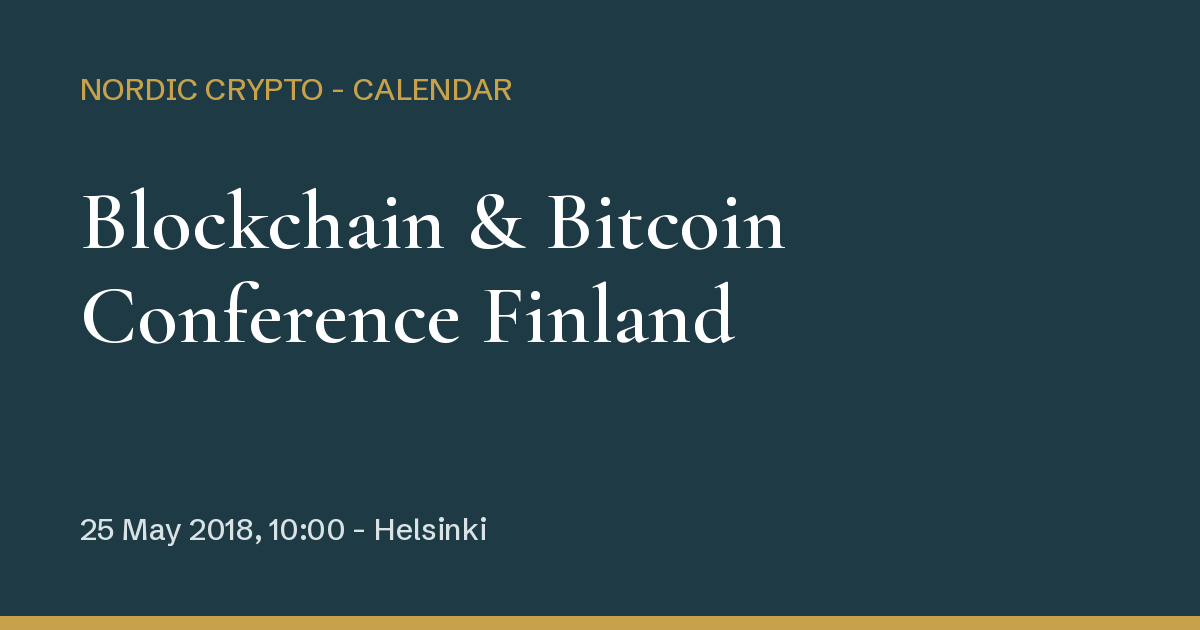 NORDIC CRYPTO - CALENDAR
Blockchain & Bitcoin
Conference Finland
25 May 2018, 10:00 - Helsinki